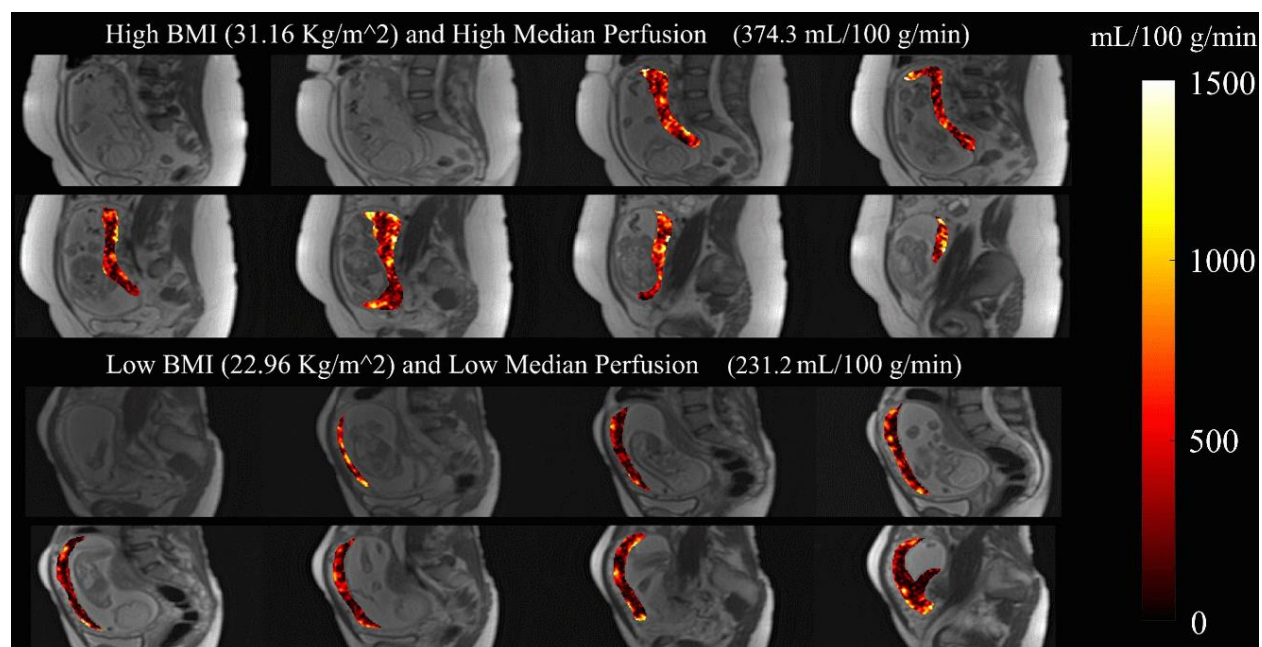 High BMI (31.16 Kg/m^2) and High Median Perfusion (374.3 mL/100 g/min)
mL/100 g/min
1500
1000
500
0
Low BMI (22.96 Kg/m^2) and Low Median Perfusion (231.2 mL/100 g/min)